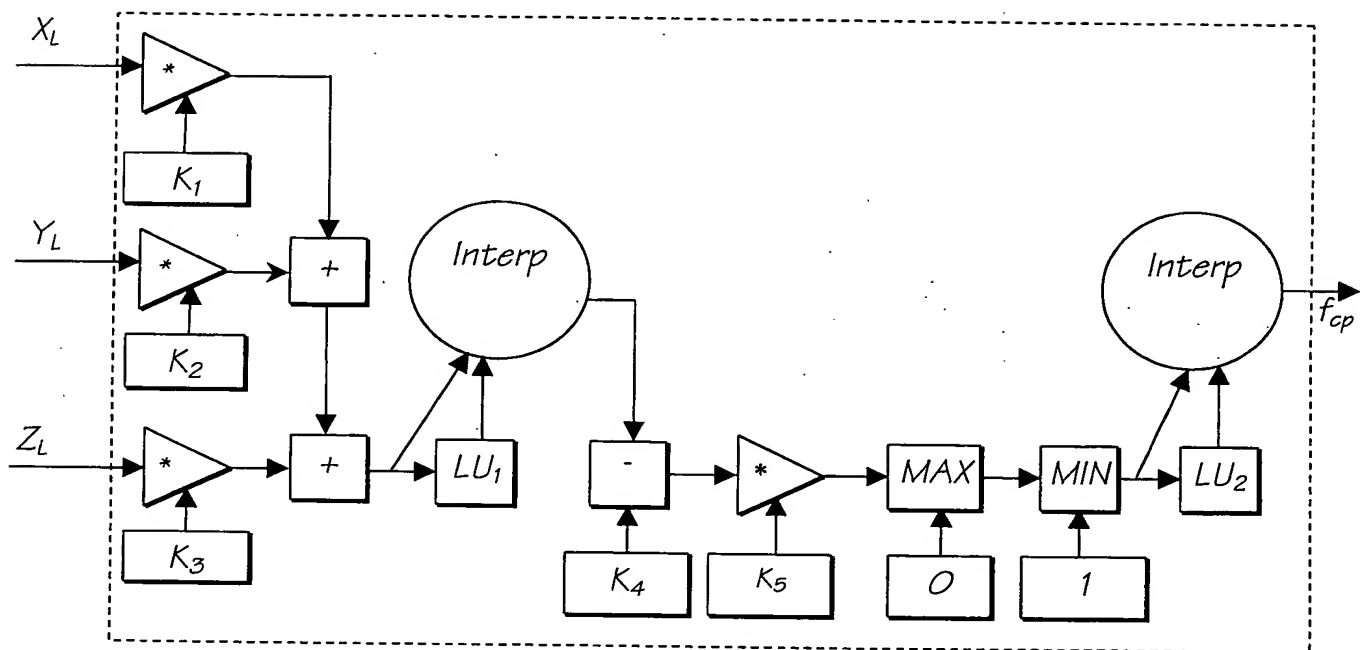 X_L
*
K_1
Y_L
*
+
Interp
Interp
f_cp
K_2
Z_L
*
+
LU_1
-
*
MAX
MIN
LU_2
K_3
K_4
K_5
0
1